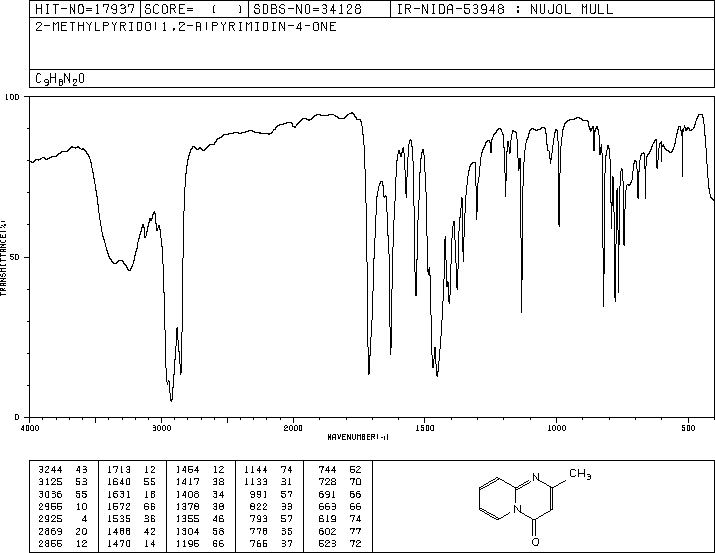 HIT-NO=17937 SCORE= ( ) SDBS-NO=34128 IR-NIDA-53948 : NUJOL MULL
2-METHYLPYRIDO(1,2-A)PYRIMIDIN-4-ONE
C9H8N2O
100
50
0
TRANSMITTANCE(%)
4000 3000 2000 1500 1000 500
WAVENUMBER(-1)
3244 43 1713 12 1454 12 1144 74 744 52
3125 53 1640 55 1417 38 1133 31 728 70
3036 55 1631 18 1408 34 991 57 691 66
2955 10 1572 66 1378 38 822 33 663 66
2925 4 1535 36 1355 46 793 57 619 74
2869 20 1488 42 1304 58 778 35 602 77
2855 12 1470 14 1195 66 766 37 523 72
N
CH3
N
O